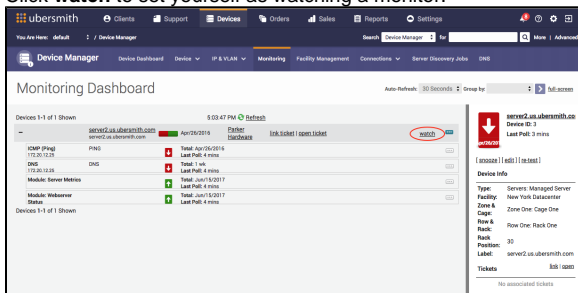 Click watch to set yourself as watching a monitor.
ubersmith Clients Support Devices Orders Sales Reports Settings
You Are Here: default / Device Manager Search Device Manager for More | Advanced
Device Manager Device Dashboard Device IP & VLAN Monitoring Facility Management Connections Server Discovery Jobs DNS
Monitoring Dashboard Auto-Refresh: 30 Seconds Group by: full-screen
Devices 1-1 of 1 Shown 5:03:47 PM Refresh
server2.us.ubersmith.com
server2.us.ubersmith.com
Apr/26/2016
Parker
Hardware
link ticket | open ticket
watch
ICMP (Ping) PING Total: Apr/26/2016
172.20.12.25 Last Poll: 4 mins
DNS DNS Total: 1 wk
172.20.12.25 Last Poll: 4 mins
Module: Server Metrics Total: Jun/15/2017
Last Poll: 4 mins
Module: Webserver Total: Jun/15/2017
Status Last Poll: 4 mins
Devices 1-1 of 1 Shown
server2.us.ubersmith.co
Device ID: 3
Last Poll: 3 mins
apr/26/201
[ snooze ] [ edit ] [ re-test ]
Device Info
Type: Servers: Managed Server
Facility: New York Datacenter
Zone &
Cage: Zone One: Cage One
Row &
Rack: Row One: Rack One
Rack
Position: 30
Label: server2.us.ubersmith.com
Tickets link | open
No associated tickets